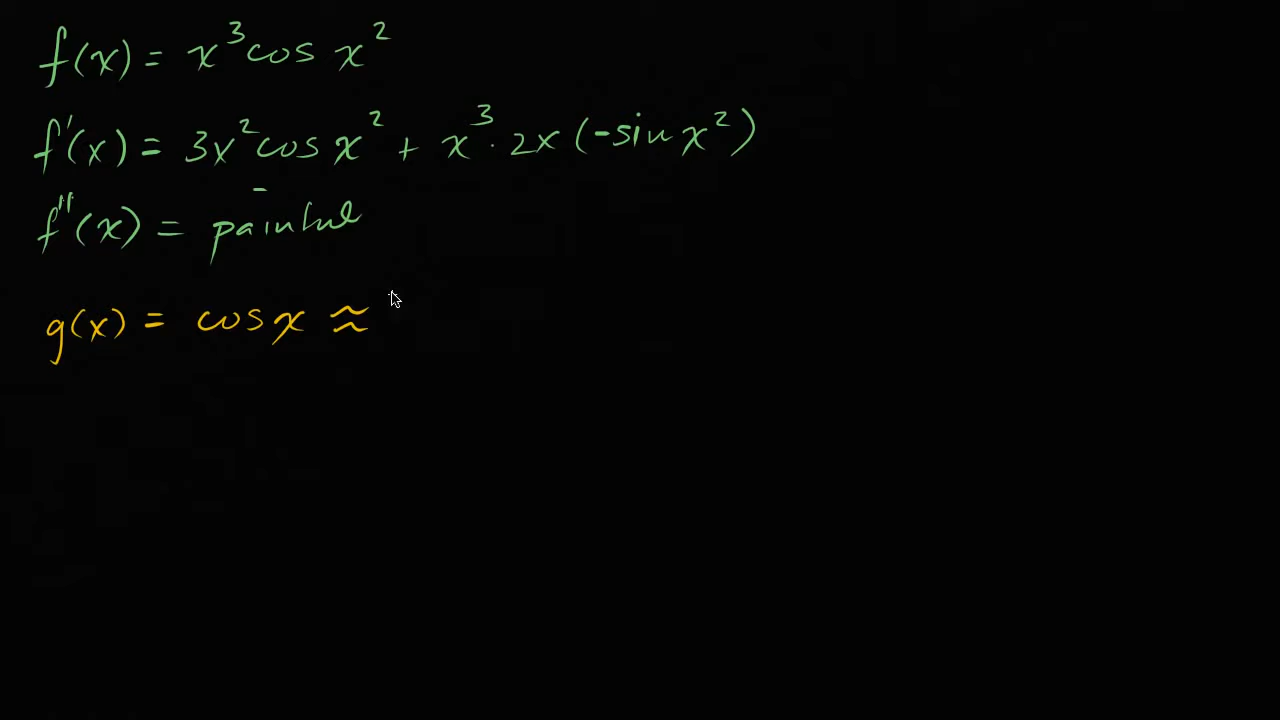 f(x) = x³cos x²
f'(x) = 3x²cos x² + x³·2x(-sin x²)
f''(x) = painful
g(x) = cos x ≈